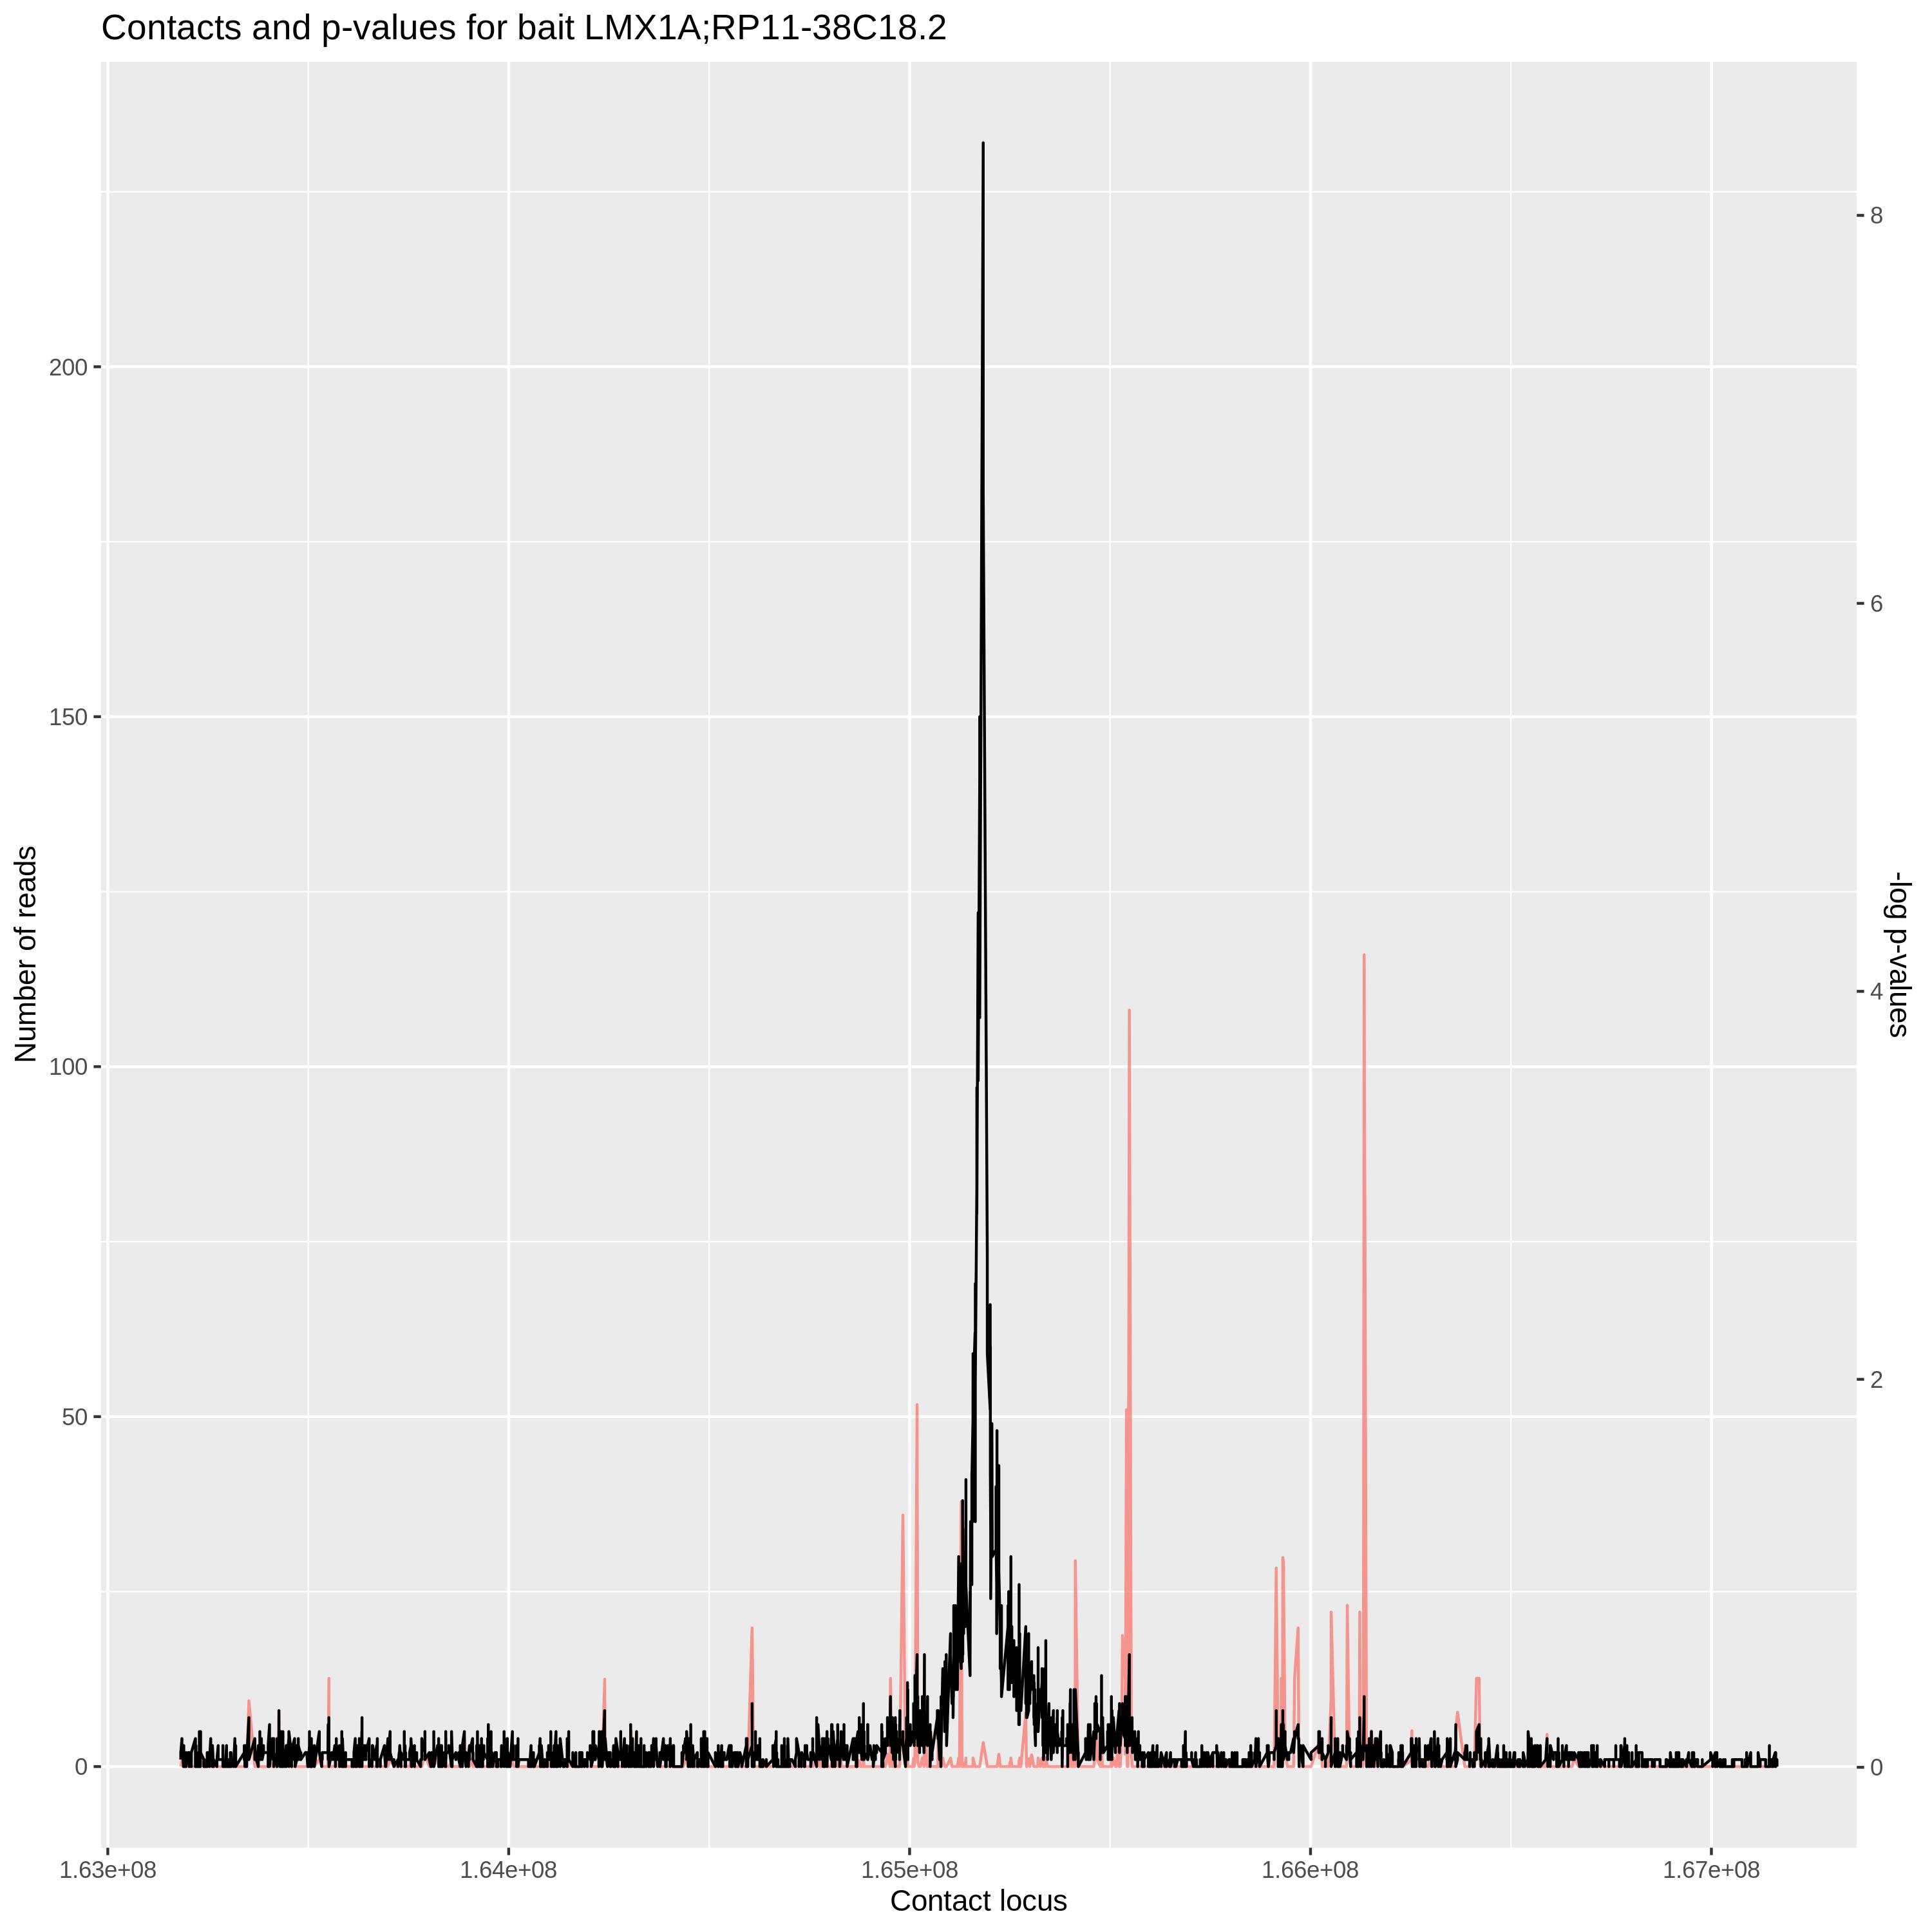 Contacts and p-values for bait LMX1A;RP11-38C18.2
Number of reads
200
150
100
50
0
8
6
4
2
0
-log p-values
1.63e+08
1.64e+08
1.65e+08
1.66e+08
1.67e+08
Contact locus